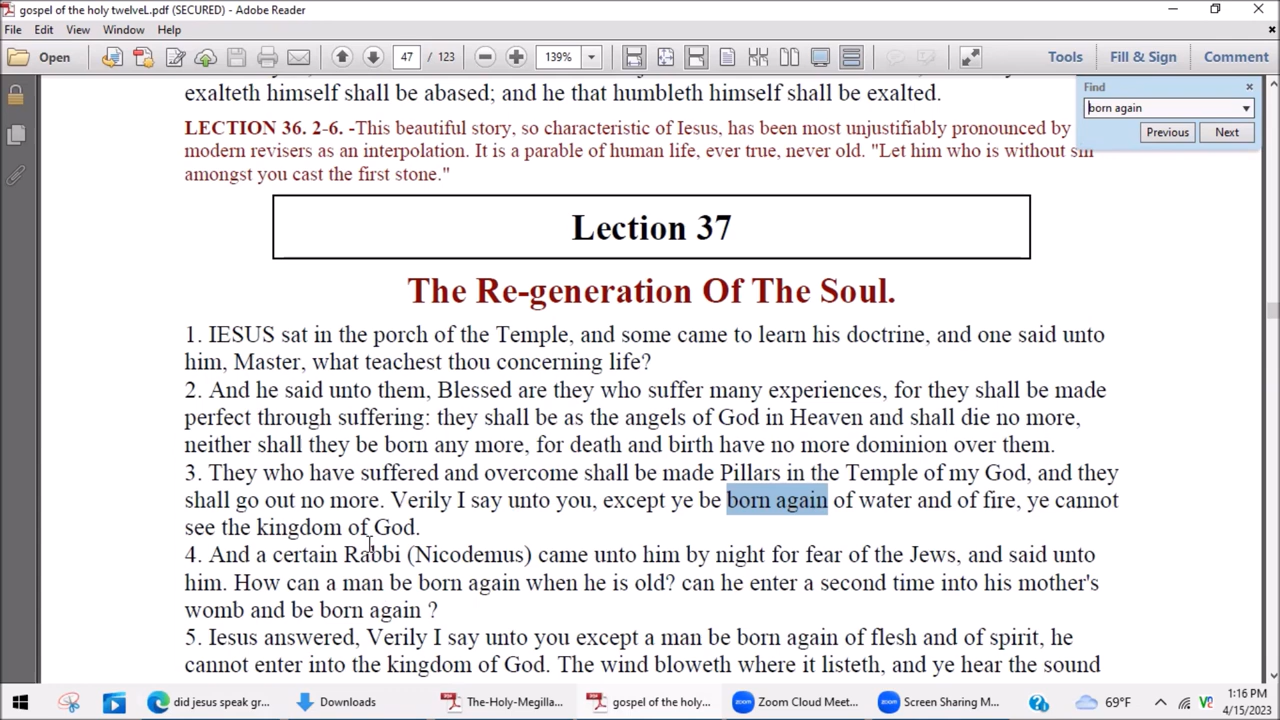 gospel of the holy twelveL.pdf (SECURED) - Adobe Reader
File Edit View Window Help
Open 47 / 123 139% Tools Fill & Sign Comment
Find
born again
Previous Next
exalteth himself shall be abased; and he that humbleth himself shall be exalted.
LECTION 36. 2-6. -This beautiful story, so characteristic of Iesus, has been most unjustifiably pronounced by
modern revisers as an interpolation. It is a parable of human life, ever true, never old. "Let him who is without sin
amongst you cast the first stone."
Lection 37
The Re-generation Of The Soul.
1. IESUS sat in the porch of the Temple, and some came to learn his doctrine, and one said unto
him, Master, what teachest thou concerning life?
2. And he said unto them, Blessed are they who suffer many experiences, for they shall be made
perfect through suffering: they shall be as the angels of God in Heaven and shall die no more,
neither shall they be born any more, for death and birth have no more dominion over them.
3. They who have suffered and overcome shall be made Pillars in the Temple of my God, and they
shall go out no more. Verily I say unto you, except ye be born again of water and of fire, ye cannot
see the kingdom of God.
4. And a certain Rabbi (Nicodemus) came unto him by night for fear of the Jews, and said unto
him. How can a man be born again when he is old? can he enter a second time into his mother's
womb and be born again ?
5. Iesus answered, Verily I say unto you except a man be born again of flesh and of spirit, he
cannot enter into the kingdom of God. The wind bloweth where it listeth, and ye hear the sound
did jesus speak gr... Downloads The-Holy-Megilla... gospel of the holy... Zoom Cloud Meet... Screen Sharing M... 69°F 1:16 PM
4/15/2023